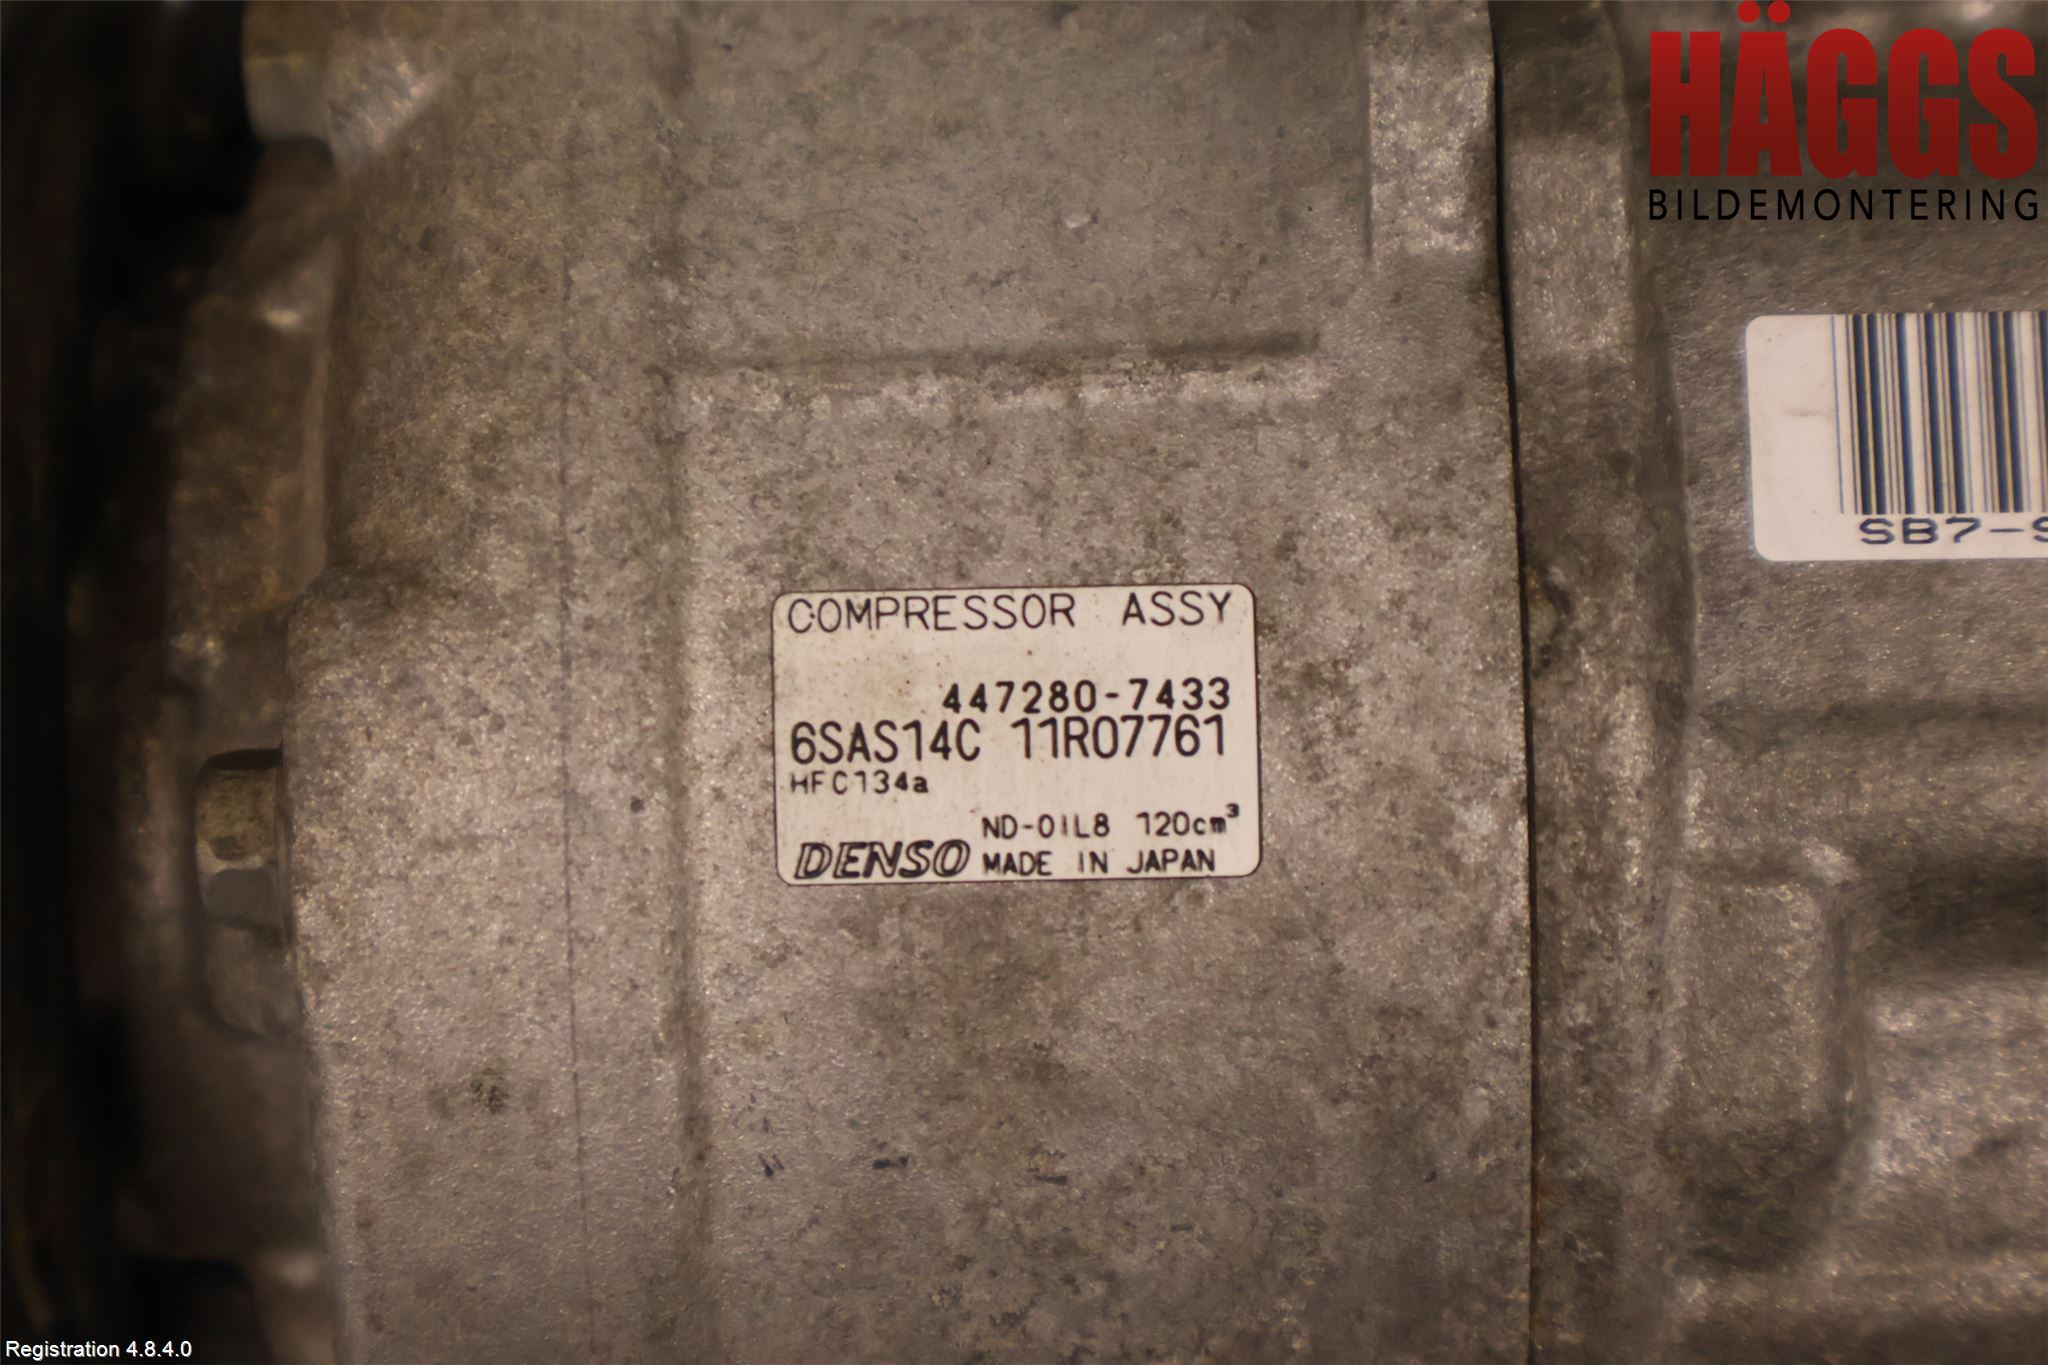 HÄGGS
BILDEMONTERING
SB7-S
COMPRESSOR ASSY
447280-7433
6SAS14C 11R07761
HFC134a
ND-OIL8 120cm³
DENSO MADE IN JAPAN
Registration 4.8.4.0